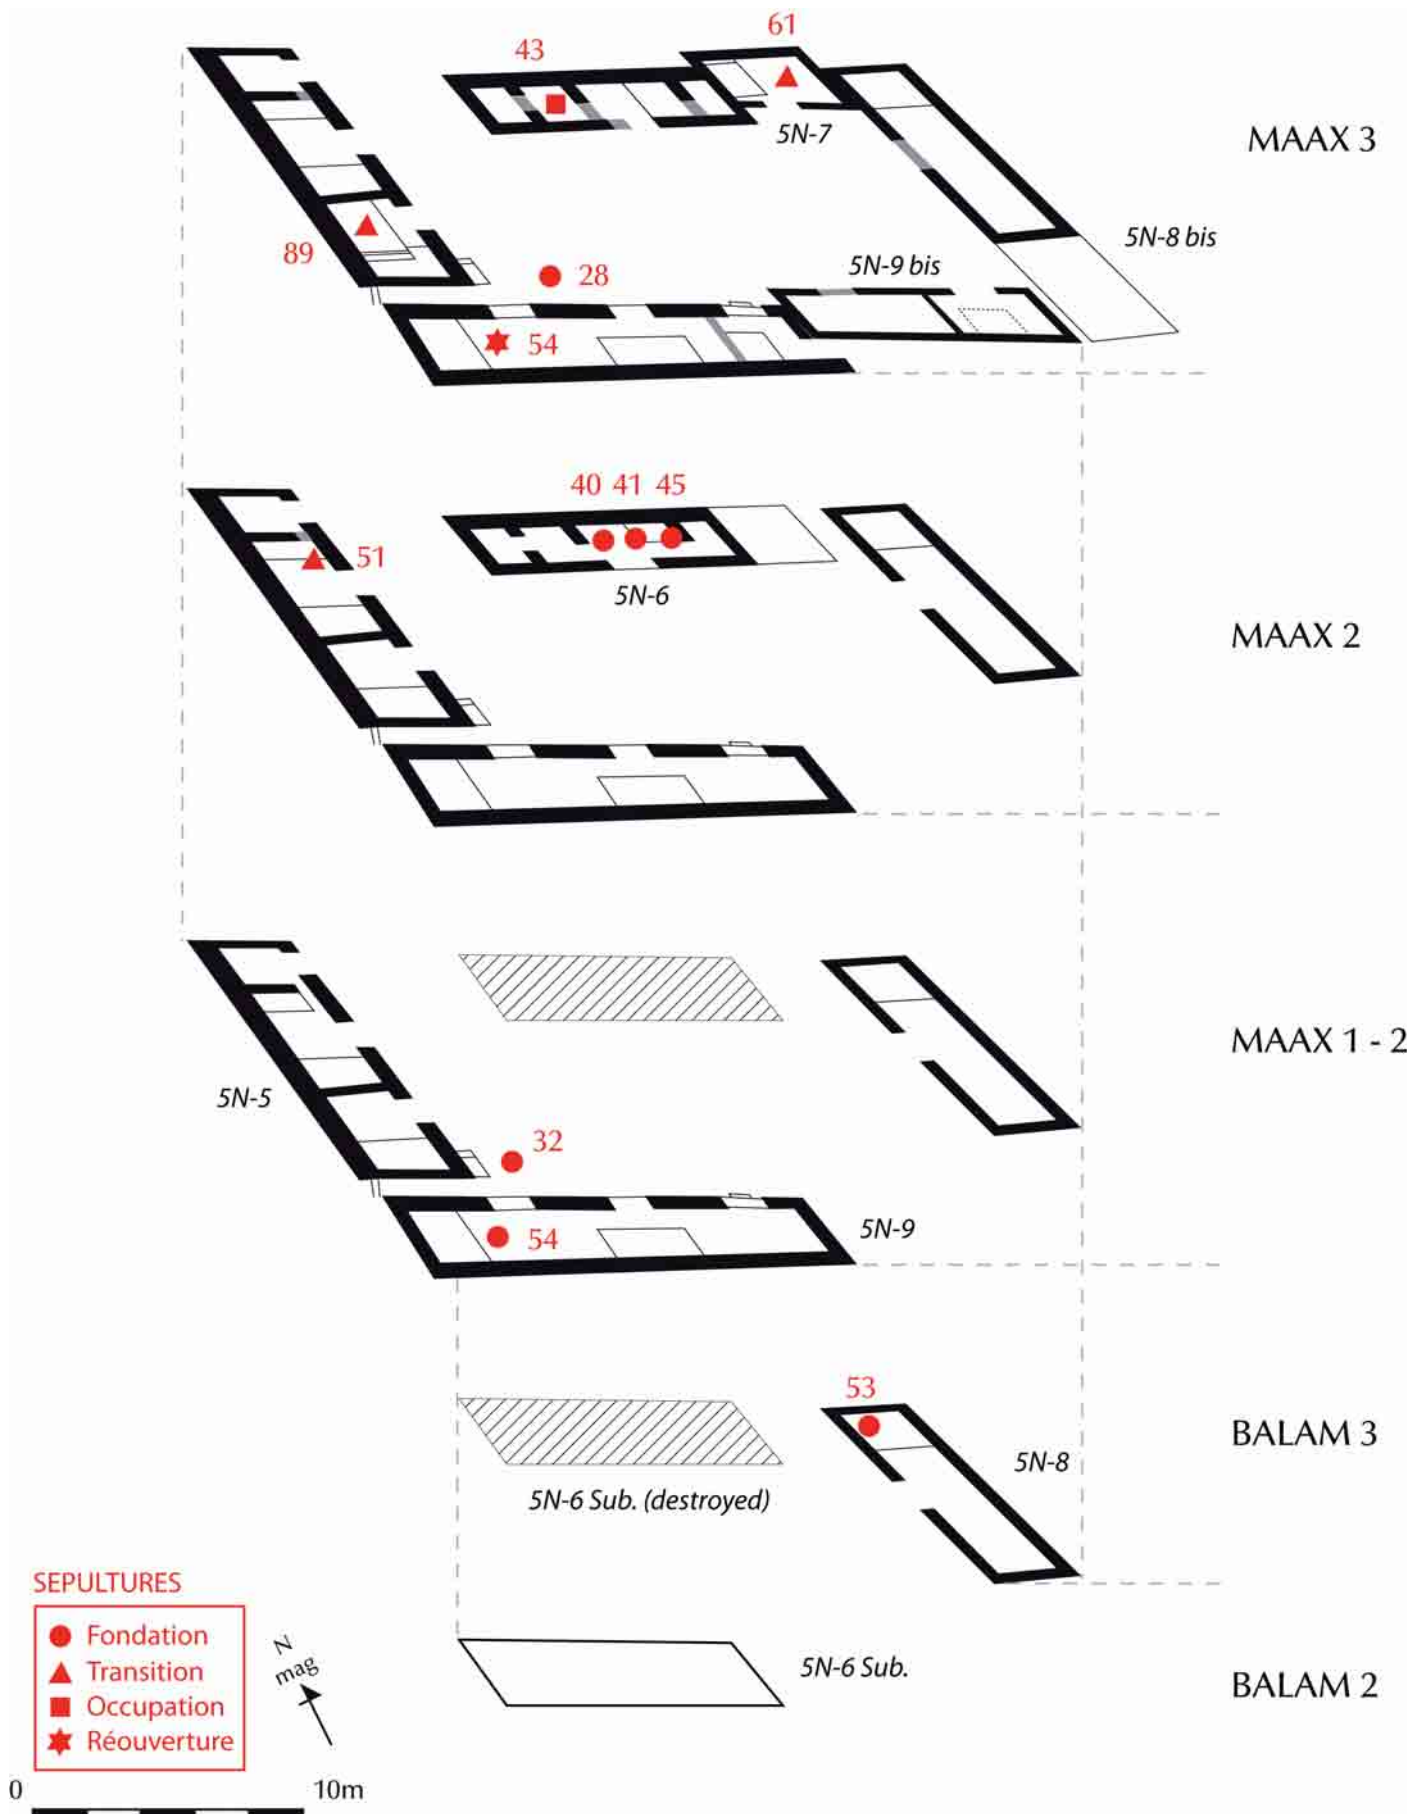 61
43
5N-7
MAAX 3
5N-8 bis
5N-9 bis
89
28
54
40 41 45
51
5N-6
MAAX 2
MAAX 1 - 2
5N-5
32
54
5N-9
53
BALAM 3
5N-8
5N-6 Sub. (destroyed)
SEPULTURES
Fondation
Transition
Occupation
Réouverture
N
mag
5N-6 Sub.
BALAM 2
0 10m